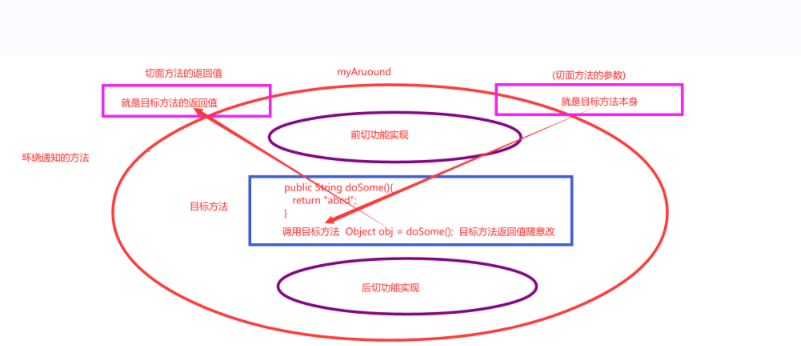 切面方法的返回值
myAruound
(切面方法的参数)
就是目标方法的返回值
就是目标方法本身
前切功能实现
环绕通知的方法
目标方法
public String doSome(){
return "abcd";
}
调用目标方法 Object obj = doSome(); 目标方法返回值随意改
后切功能实现